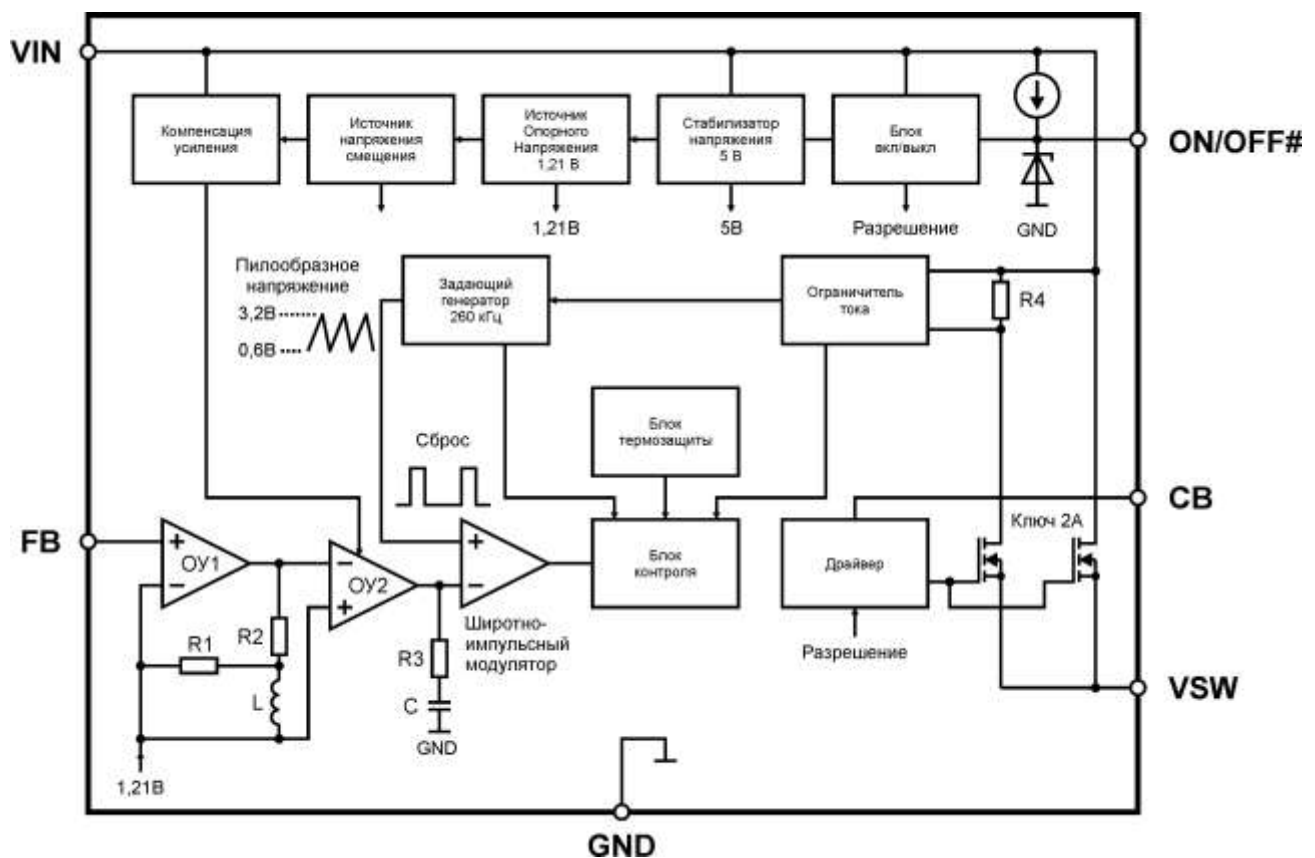 VIN
Компенсация
усиления
Источник
напряжения
смещения
Источник
Опорного
Напряжения
1,21 В
Стабилизатор
напряжения
5 В
Блок
вкл/выкл
ON/OFF#
1,21В
5В
Разрешение
GND
Пилообразное
напряжение
3,2В
0,6В
Задающий
генератор
260 кГц
Ограничитель
тока
R4
Блок
термозащиты
Сброс
CB
FB
ОУ1
ОУ2
Блок
контроля
Драйвер
Ключ 2А
R1
R2
R3
Широтно-
импульсный
модулятор
Разрешение
L
C
GND
VSW
1,21В
GND